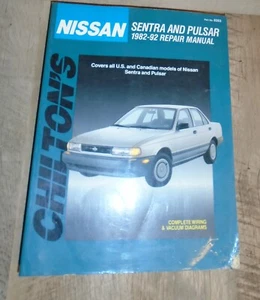 NISSAN
SENTRA AND PULSAR
1982-92 REPAIR MANUAL
Covers all U.S. and Canadian models of Nissan
Sentra and Pulsar
CHILTON'S
COMPLETE WIRING
& VACUUM DIAGRAMS